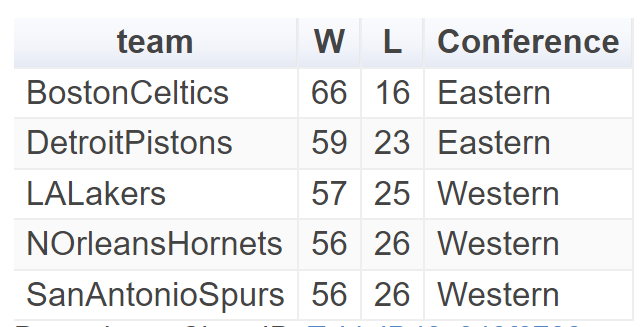 team W L Conference
BostonCeltics 66 16 Eastern
DetroitPistons 59 23 Eastern
LALakers 57 25 Western
NOrleansHornets 56 26 Western
SanAntonioSpurs 56 26 Western